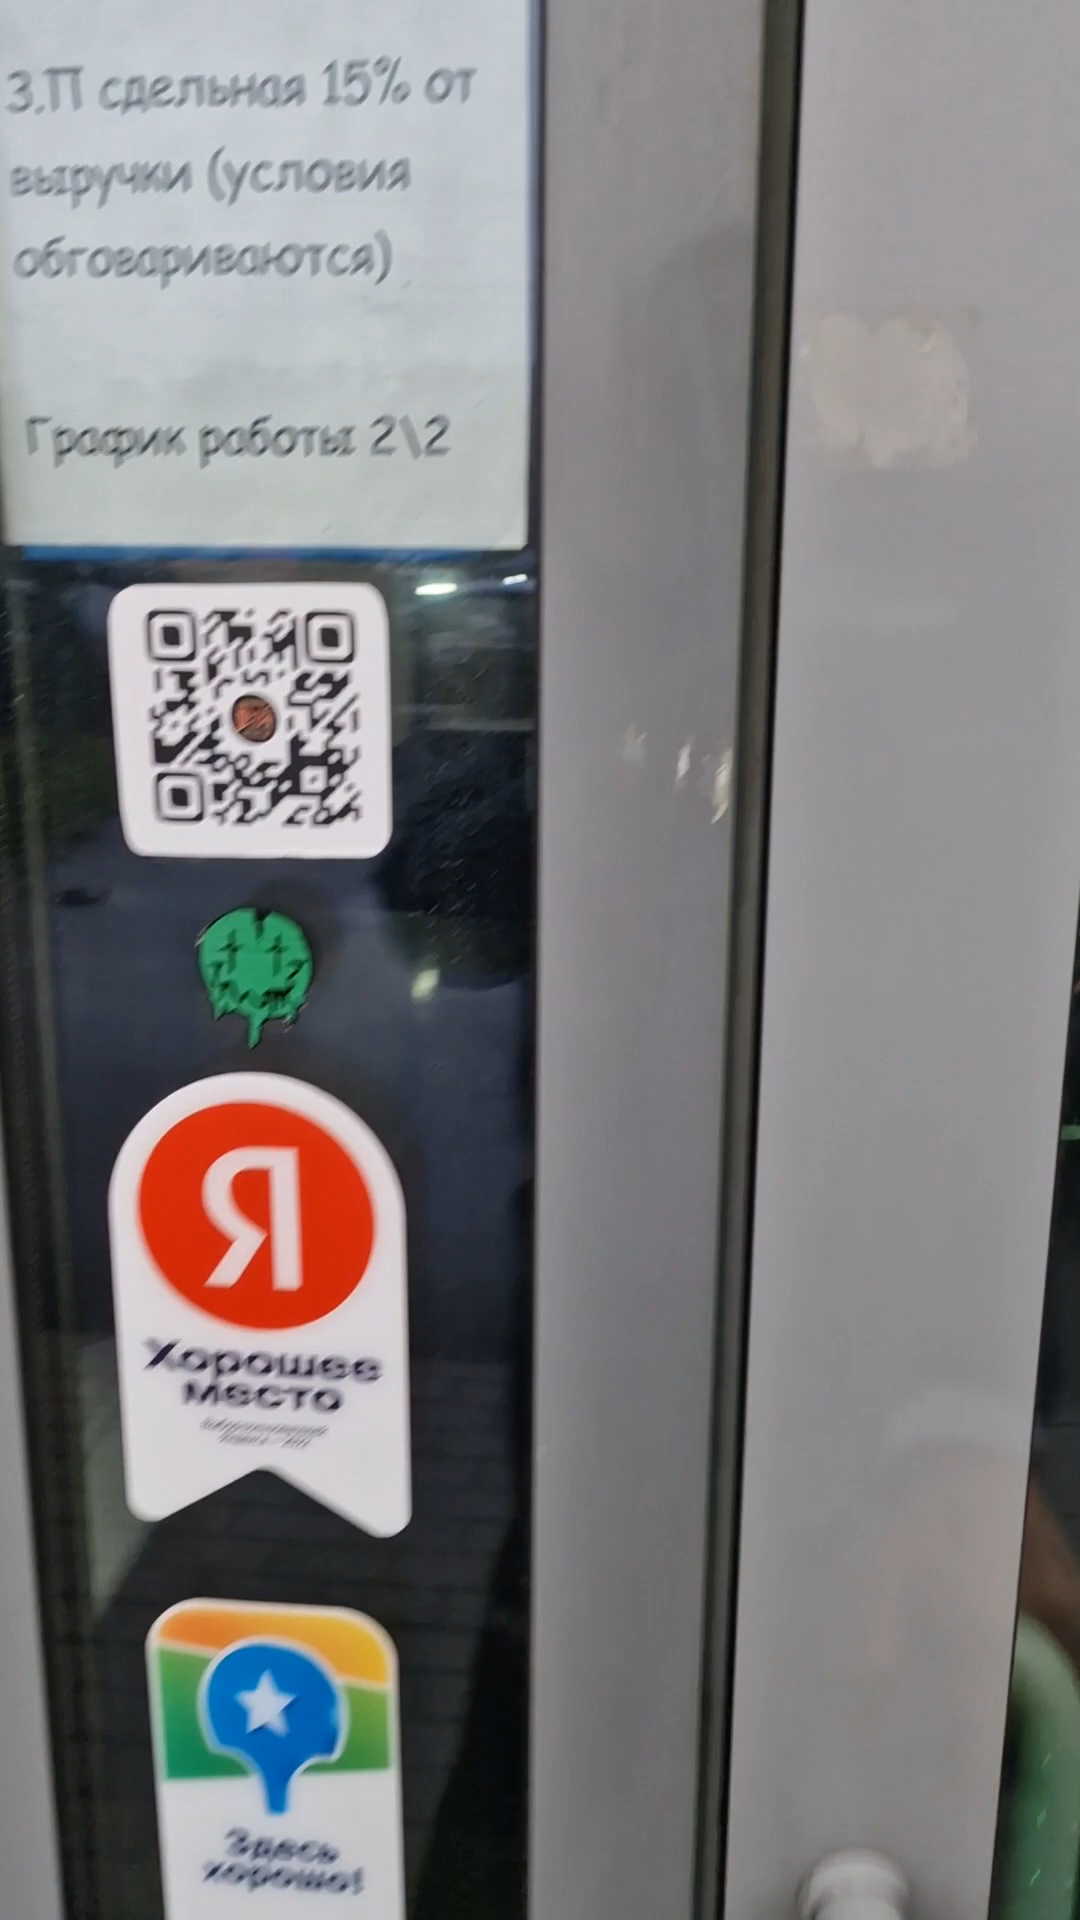 З.П сдельная 15% от
выручки (условия
обговариваются)
График работы 2\2
Я
Хорошее
место
Здесь
хорошо!